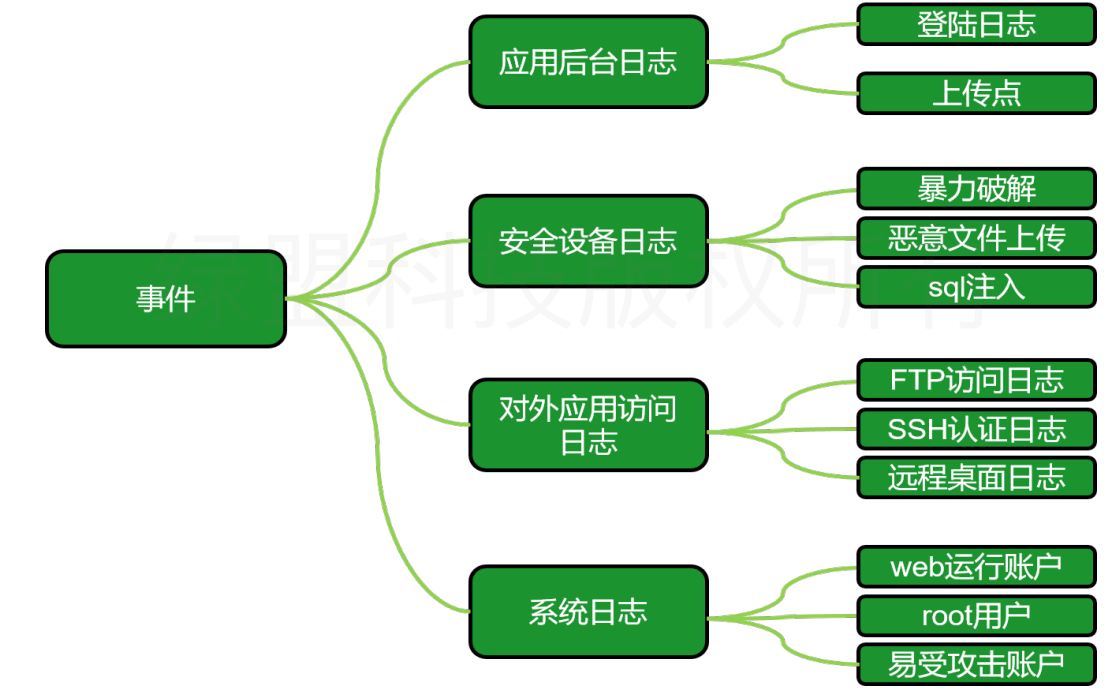 事件
应用后台日志
登陆日志
上传点
安全设备日志
暴力破解
恶意文件上传
sql注入
对外应用访问
日志
FTP访问日志
SSH认证日志
远程桌面日志
系统日志
web运行账户
root用户
易受攻击账户
绿盟科技版权所有